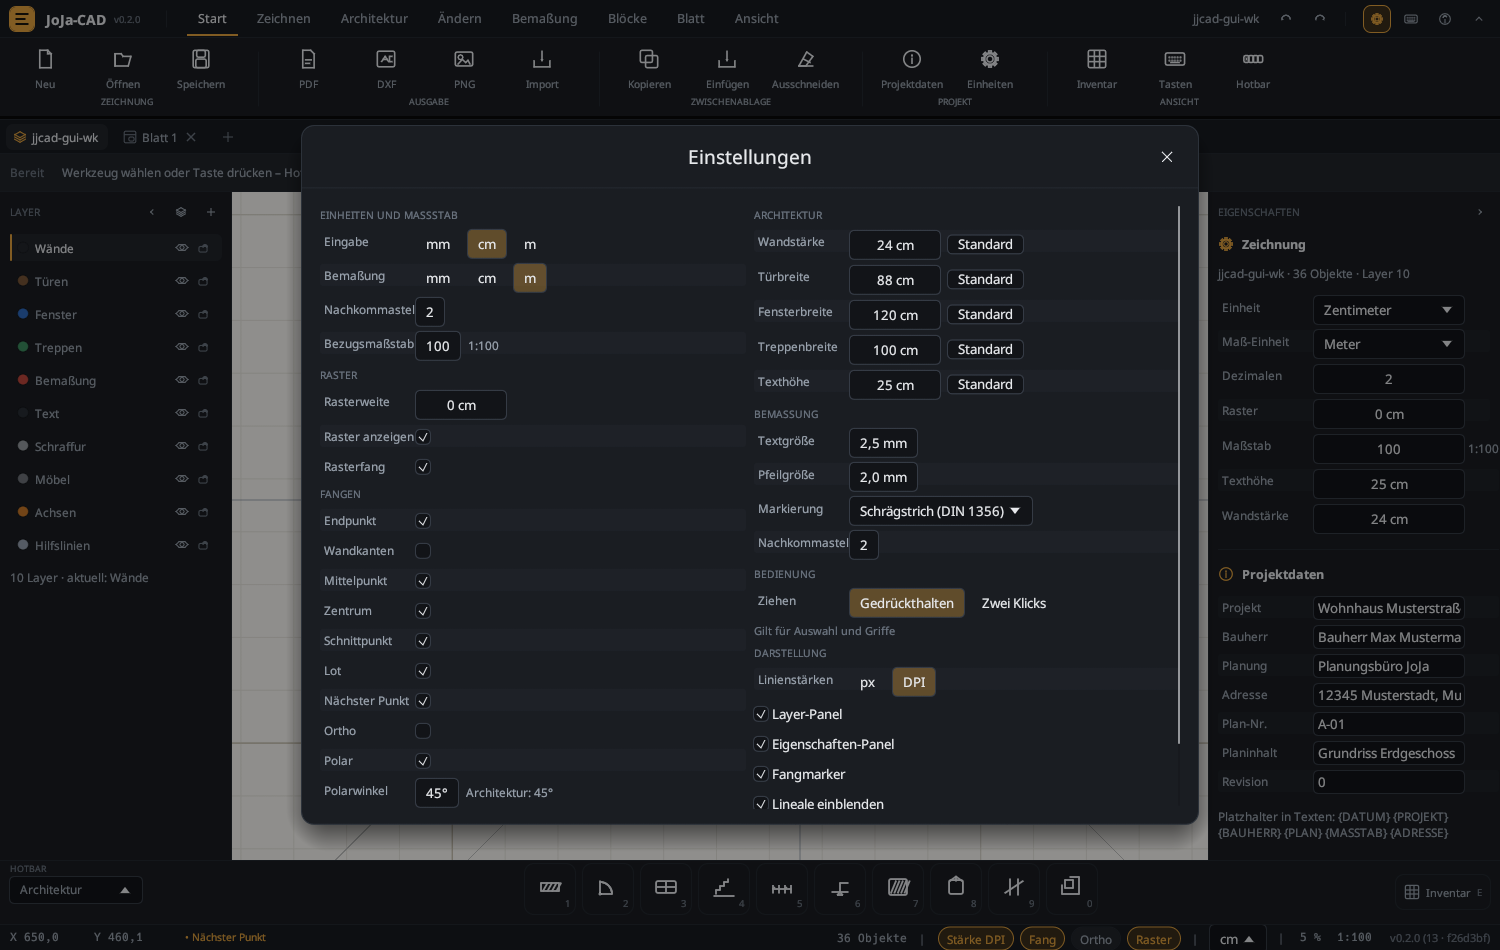 JoJa-CAD v0.2.0 Start Zeichnen Architektur Ändern Bemaßung Blöcke Blatt Ansicht jjcad-gui-wk
Neu Öffnen Speichern PDF DXF PNG Import Kopieren Einfügen Ausschneiden Projektdaten Einheiten Inventar Tasten Hotbar
ZEICHNUNG AUSGABE ZWISCHENABLAGE PROJEKT ANSICHT
jjcad-gui-wk Blatt 1
Bereit Werkzeug wählen oder Taste drücken – Ho
LAYER
Wände
Türen
Fenster
Treppen
Bemaßung
Text
Schraffur
Möbel
Achsen
Hilfslinien
10 Layer · aktuell: Wände
Einstellungen
EINHEITEN UND MASSSTAB
Eingabe mm cm m
Bemaßung mm cm m
Nachkommastel 2
Bezugsmaßstab 100 1:100
RASTER
Rasterweite 0 cm
Raster anzeigen
Rasterfang
FANGEN
Endpunkt
Wandkanten
Mittelpunkt
Zentrum
Schnittpunkt
Lot
Nächster Punkt
Ortho
Polar
Polarwinkel 45° Architektur: 45°
ARCHITEKTUR
Wandstärke 24 cm Standard
Türbreite 88 cm Standard
Fensterbreite 120 cm Standard
Treppenbreite 100 cm Standard
Texthöhe 25 cm Standard
BEMASSUNG
Textgröße 2,5 mm
Pfeilgröße 2,0 mm
Markierung Schrägstrich (DIN 1356)
Nachkommastel 2
BEDIENUNG
Ziehen Gedrückthalten Zwei Klicks
Gilt für Auswahl und Griffe
DARSTELLUNG
Linienstärken px DPI
Layer-Panel
Eigenschaften-Panel
Fangmarker
Lineale einblenden
EIGENSCHAFTEN
Zeichnung
jjcad-gui-wk · 36 Objekte · Layer 10
Einheit Zentimeter
Maß-Einheit Meter
Dezimalen 2
Raster 0 cm
Maßstab 100 1:100
Texthöhe 25 cm
Wandstärke 24 cm
Projektdaten
Projekt Wohnhaus Musterstraß
Bauherr Bauherr Max Musterma
Planung Planungsbüro JoJa
Adresse 12345 Musterstadt, Mu
Plan-Nr. A-01
Planinhalt Grundriss Erdgeschoss
Revision 0
Platzhalter in Texten: {DATUM} {PROJEKT}
{BAUHERR} {PLAN} {MASSTAB} {ADRESSE}
HOTBAR
Architektur 1 2 3 4 5 6 7 8 9 0 Inventar E
X 650,0 Y 460,1 • Nächster Punkt 36 Objekte | Stärke DPI Fang Ortho Raster | cm | 5 % 1:100 v0.2.0 (13 · f26d3bf)